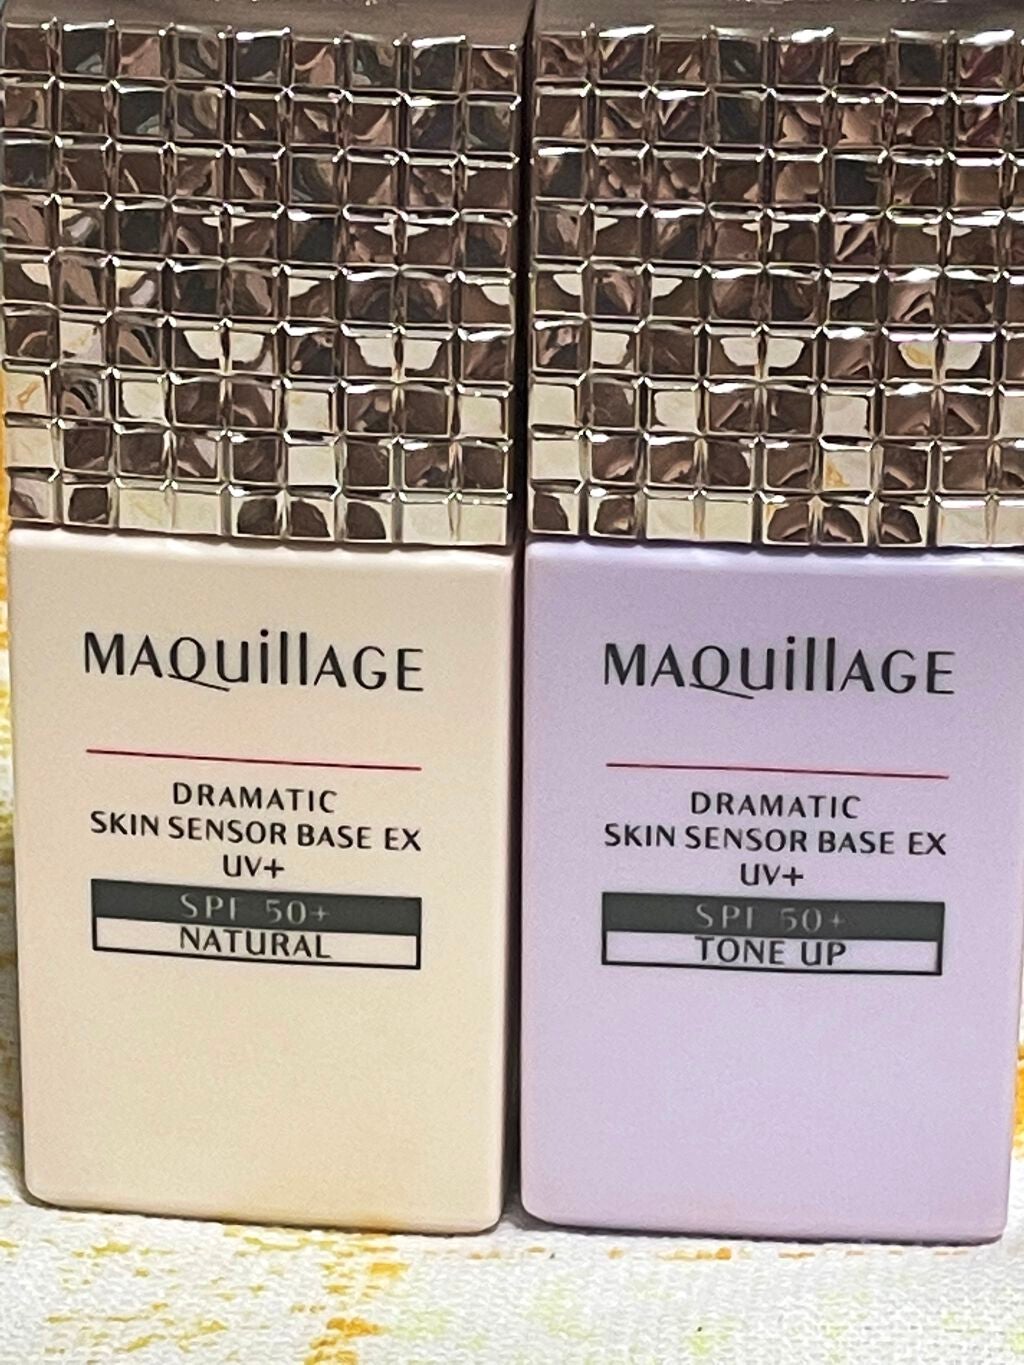 MAQuillAGE
DRAMATIC
SKIN SENSOR BASE EX
UV+
SPF 50+
NATURAL
MAQuillAGE
DRAMATIC
SKIN SENSOR BASE EX
UV+
SPF 50+
TONE UP